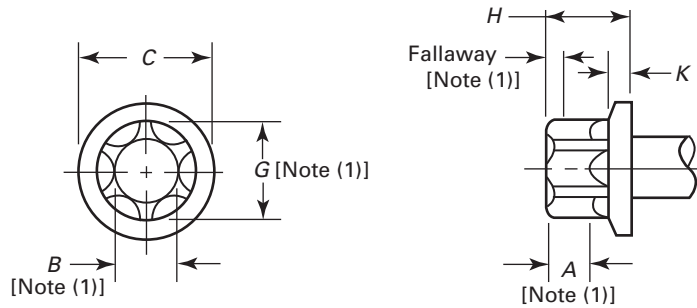 C
G [Note (1)]
B
[Note (1)]
H
Fallaway
[Note (1)]
K
A
[Note (1)]